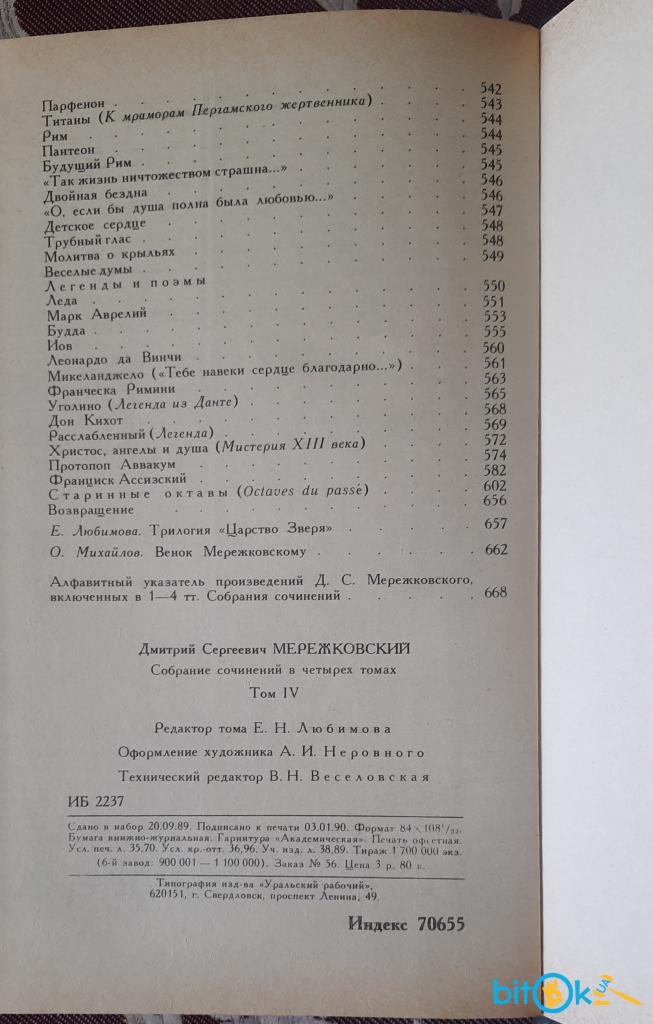 Парфенон . . . . . . . . . . 542
Титаны (К мраморам Пергамского жертвенника) . . . . 543
Рим . . . . . . . . . . 544
Пантеон . . . . . . . . . . 544
Будущий Рим . . . . . . . . . . 545
«Так жизнь ничтожеством страшна...» . . . . . . 545
Двойная бездна . . . . . . . . . 546
«О, если бы душа полна была любовью...» . . . . . 546
Детское сердце . . . . . . . . . 547
Трубный глас . . . . . . . . . 548
Молитва о крыльях . . . . . . . . 548
Веселые думы . . . . . . . . . 549
Легенды и поэмы
Леда . . . . . . . . . . 550
Марк Аврелий . . . . . . . . . 551
Будда . . . . . . . . . . 553
Иов . . . . . . . . . . 555
Леонардо да Винчи . . . . . . . . 560
Микеланджело («Тебе навеки сердце благодарно...») . . . 561
Франческа Римини . . . . . . . . 563
Уголино (Легенда из Данте) . . . . . . . 565
Дон Кихот . . . . . . . . . 568
Расслабленный (Легенда) . . . . . . . 569
Христос, ангелы и душа (Мистерия XIII века) . . . . 572
Протопоп Аввакум . . . . . . . . 574
Франциск Ассизский . . . . . . . . 582
Старинные октавы (Octaves du passé) . . . . 602
Возвращение . . . . . . . . . 656
Е. Любимова. Трилогия «Царство Зверя» . . . . . 657
О. Михайлов. Венок Мережковскому . . . . . . 662
Алфавитный указатель произведений Д. С. Мережковского,
включенных в 1—4 тт. Собрания сочинений . . . . . 668
Дмитрий Сергеевич МЕРЕЖКОВСКИЙ
Собрание сочинений в четырех томах
Том IV
Редактор тома Е. Н. Любимова
Оформление художника А. И. Неровного
Технический редактор В. Н. Веселовская
ИБ 2237
Сдано в набор 20.09.89. Подписано к печати 03.01.90. Формат 84×108¹/₃₂.
Бумага книжно-журнальная. Гарнитура «Академическая». Печать офсетная.
Усл. печ. л. 35,70. Усл. кр.-отт. 36,96. Уч. изд. л. 38,89. Тираж 1 700 000 экз.
(6-й завод: 900 001 — 1 100 000). Заказ № 56. Цена 3 р. 80 к.
Типография изд-ва «Уральский рабочий»,
620151, г. Свердловск, проспект Ленина, 49.
Индекс 70655
bitOk.UA